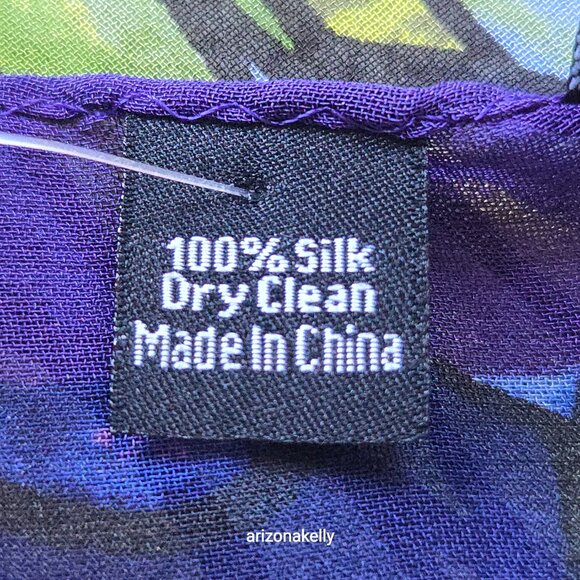 100% Silk
Dry Clean
Made In China
arizonakelly